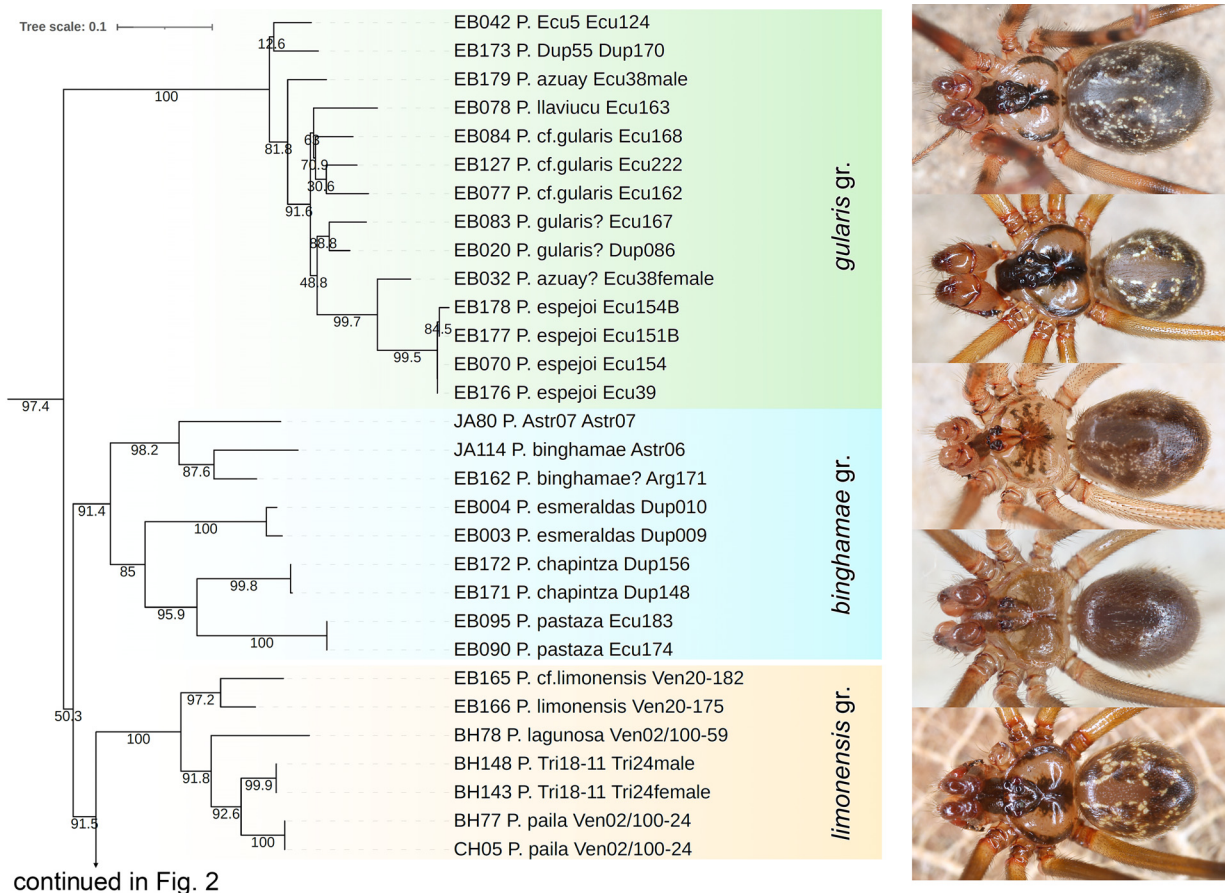 Tree scale: 0.1
EB042 P. Ecu5 Ecu124
12.6
EB173 P. Dup55 Dup170
EB179 P. azuay Ecu38male
100
EB078 P. llaviucu Ecu163
63
EB084 P. cf.gularis Ecu168
81.8
70.9
EB127 P. cf.gularis Ecu222
30.6
EB077 P. cf.gularis Ecu162
91.6
EB083 P. gularis? Ecu167
88.8
EB020 P. gularis? Dup086
48.8
EB032 P. azuay? Ecu38female
EB178 P. espejoi Ecu154B
99.7
84.5
EB177 P. espejoi Ecu151B
99.5
EB070 P. espejoi Ecu154
EB176 P. espejoi Ecu39
gularis gr.
97.4
JA80 P. Astr07 Astr07
98.2
JA114 P. binghamae Astr06
87.6
EB162 P. binghamae? Arg171
91.4
EB004 P. esmeraldas Dup010
100
EB003 P. esmeraldas Dup009
85
EB172 P. chapintza Dup156
99.8
EB171 P. chapintza Dup148
95.9
EB095 P. pastaza Ecu183
100
EB090 P. pastaza Ecu174
binghamae gr.
EB165 P. cf.limonensis Ven20-182
97.2
EB166 P. limonensis Ven20-175
50.3
100
BH78 P. lagunosa Ven02/100-59
BH148 P. Tri18-11 Tri24male
91.8
99.9
BH143 P. Tri18-11 Tri24female
92.6
BH77 P. paila Ven02/100-24
91.5
100
CH05 P. paila Ven02/100-24
limonensis gr.
continued in Fig. 2